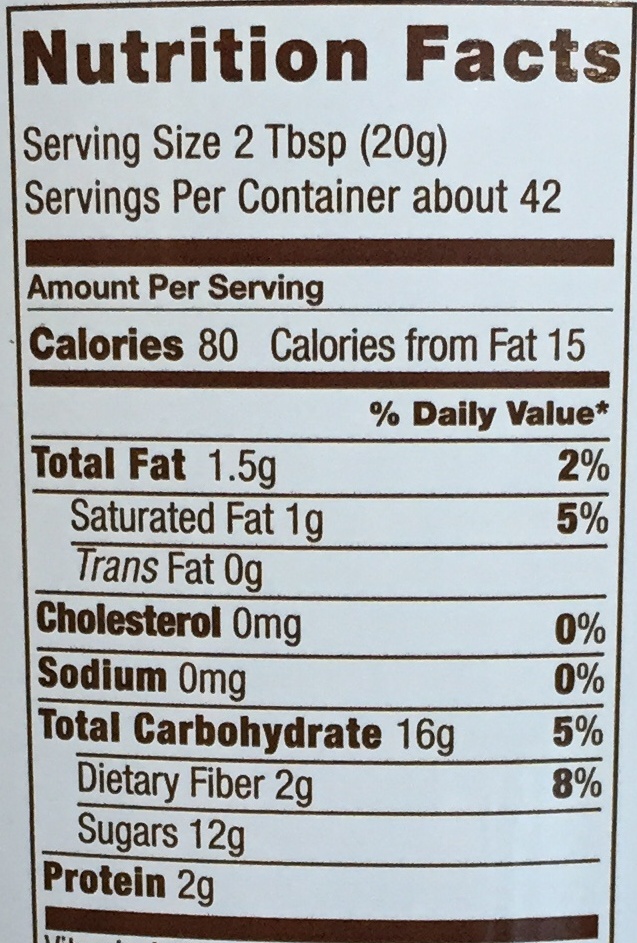 Nutrition Facts
Serving Size 2 Tbsp (20g)
Servings Per Container about 42
Amount Per Serving
Calories 80 Calories from Fat 15
% Daily Value*
Total Fat 1.5g 2%
Saturated Fat 1g 5%
Trans Fat 0g
Cholesterol 0mg 0%
Sodium 0mg 0%
Total Carbohydrate 16g 5%
Dietary Fiber 2g 8%
Sugars 12g
Protein 2g